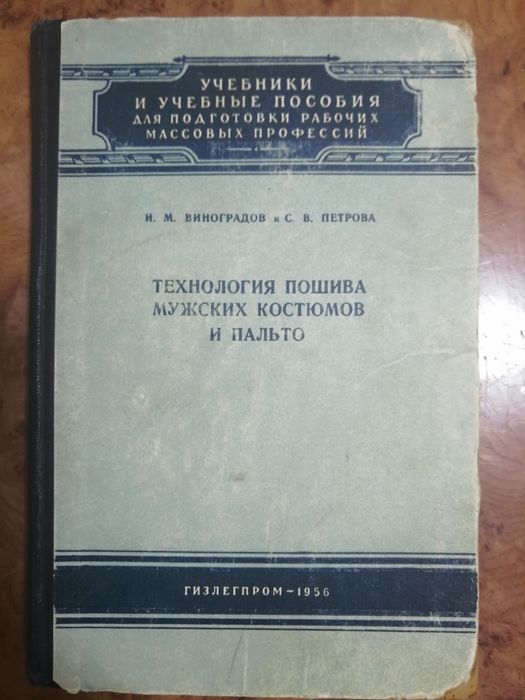 УЧЕБНИКИ
И УЧЕБНЫЕ ПОСОБИЯ
ДЛЯ ПОДГОТОВКИ РАБОЧИХ
МАССОВЫХ ПРОФЕССИЙ
И. М. ВИНОГРАДОВ и С. В. ПЕТРОВА
ТЕХНОЛОГИЯ ПОШИВА
МУЖСКИХ КОСТЮМОВ
И ПАЛЬТО
ГИЗЛЕГПРОМ~1956